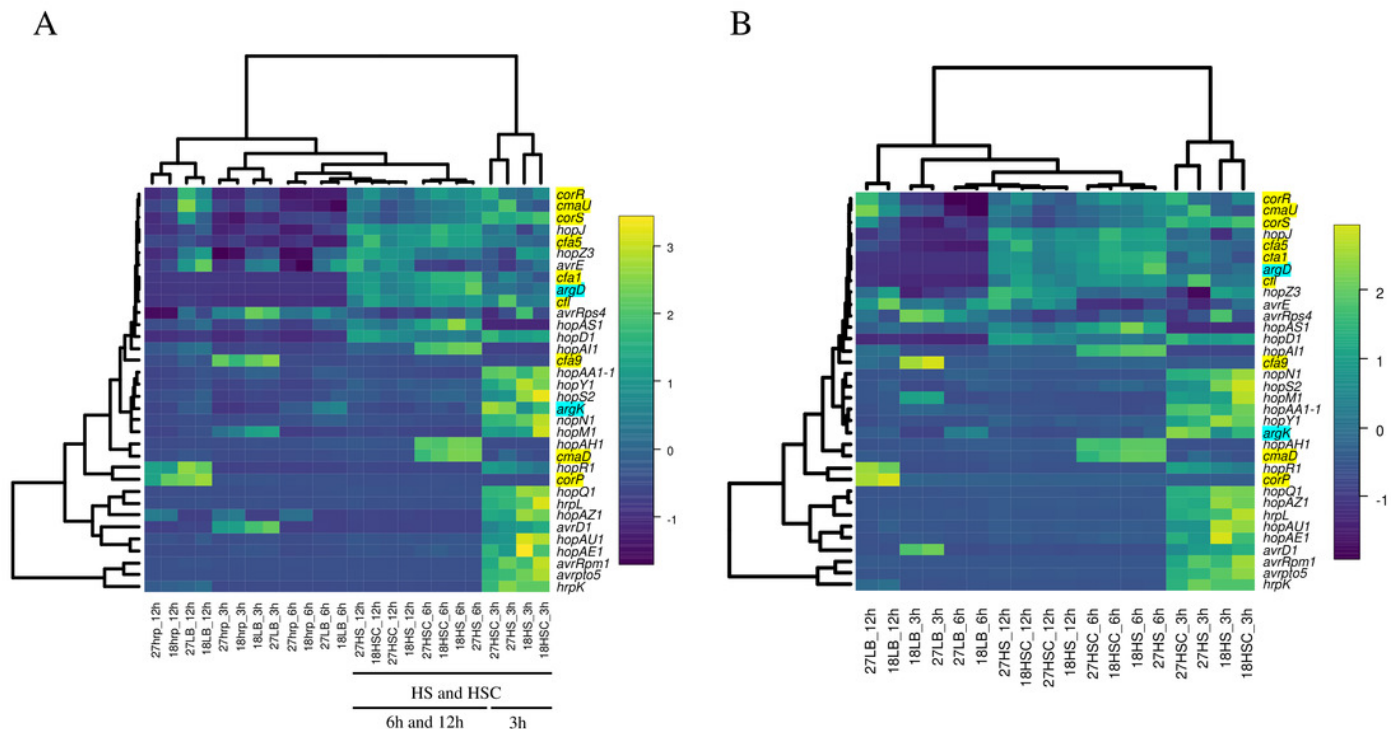 A
corR
cmaU
corS
hopJ
cfa5
hopZ3
avrE
cfa1
argD
cfl
avrRps4
hopAS1
hopD1
hopAI1
cfa9
hopAA1-1
hopY1
hopS2
argK
nopN1
hopM1
hopAH1
cmaD
hopR1
corP
hopQ1
hrpL
hopAZ1
avrD1
hopAU1
hopAE1
avrRpm1
avrpto5
hrpK
3
2
1
0
-1
27hrp_12h
18hrp_12h
27LB_12h
18LB_12h
27hrp_3h
18hrp_3h
18LB_3h
27LB_3h
27hrp_6h
18hrp_6h
27LB_6h
18LB_6h
27HS_12h
18HSC_12h
27HSC_12h
18HS_12h
27HSC_6h
18HSC_6h
18HS_6h
27HS_6h
27HSC_3h
27HS_3h
18HS_3h
18HSC_3h
HS and HSC
6h and 12h
3h
B
corR
cmaU
corS
hopJ
cfa5
cfa1
argD
cfl
hopZ3
avrE
avrRps4
hopAS1
hopD1
hopAI1
cfa9
nopN1
hopS2
hopM1
hopAA1-1
hopY1
argK
hopAH1
cmaD
hopR1
corP
hopQ1
hopAZ1
hrpL
hopAU1
hopAE1
avrD1
avrRpm1
avrpto5
hrpK
2
1
0
-1
27LB_12h
18LB_12h
18LB_3h
27LB_3h
27LB_6h
18LB_6h
27HS_12h
18HSC_12h
27HSC_12h
18HS_12h
27HSC_6h
18HSC_6h
18HS_6h
27HS_6h
27HSC_3h
27HS_3h
18HS_3h
18HSC_3h